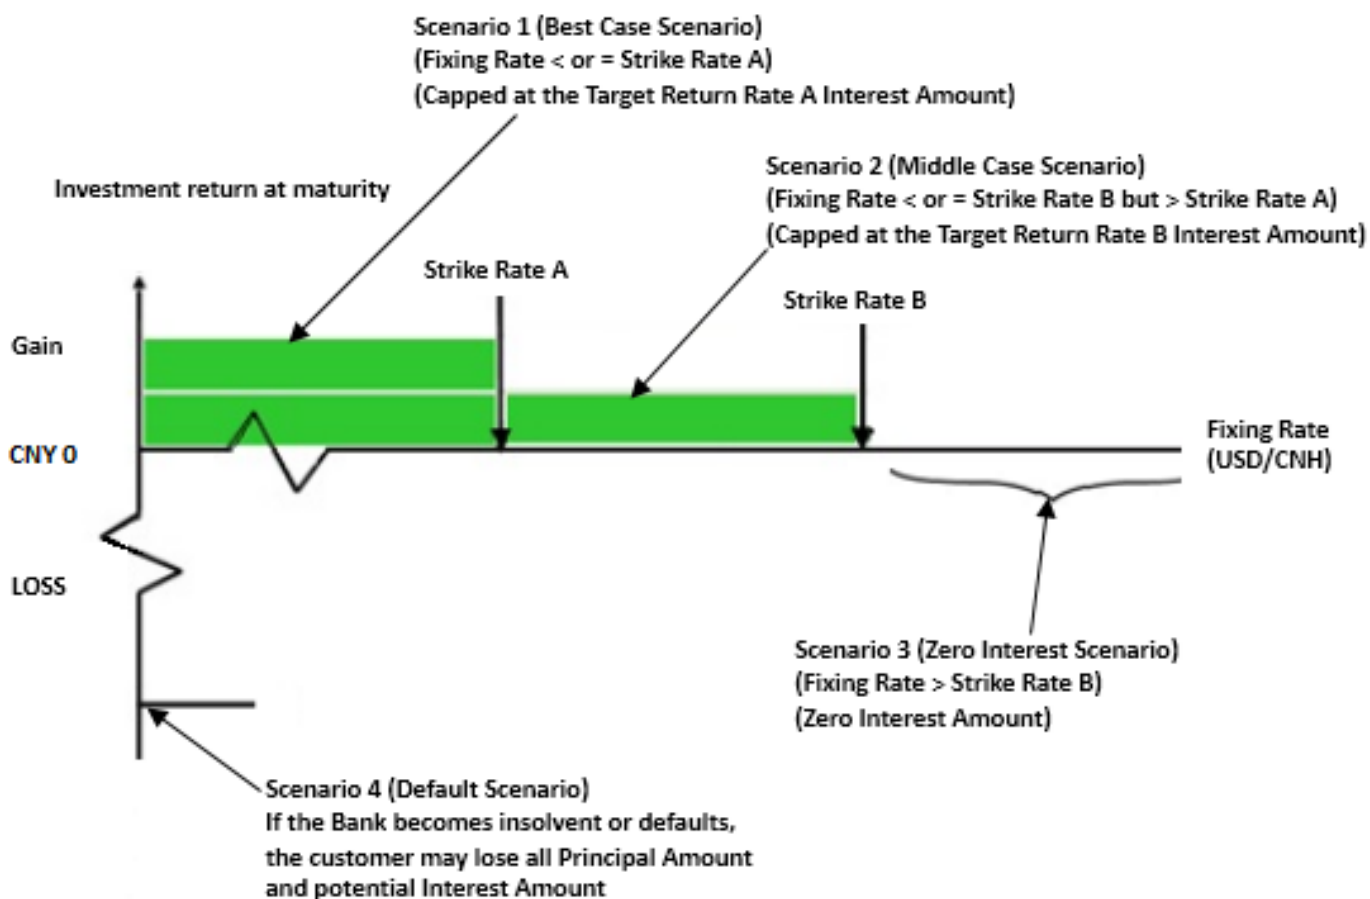 Scenario 1 (Best Case Scenario)
(Fixing Rate < or = Strike Rate A)
(Capped at the Target Return Rate A Interest Amount)
Scenario 2 (Middle Case Scenario)
(Fixing Rate < or = Strike Rate B but > Strike Rate A)
(Capped at the Target Return Rate B Interest Amount)
Investment return at maturity
Strike Rate A
Strike Rate B
Gain
CNY 0
Fixing Rate
(USD/CNH)
LOSS
Scenario 3 (Zero Interest Scenario)
(Fixing Rate > Strike Rate B)
(Zero Interest Amount)
Scenario 4 (Default Scenario)
If the Bank becomes insolvent or defaults,
the customer may lose all Principal Amount
and potential Interest Amount